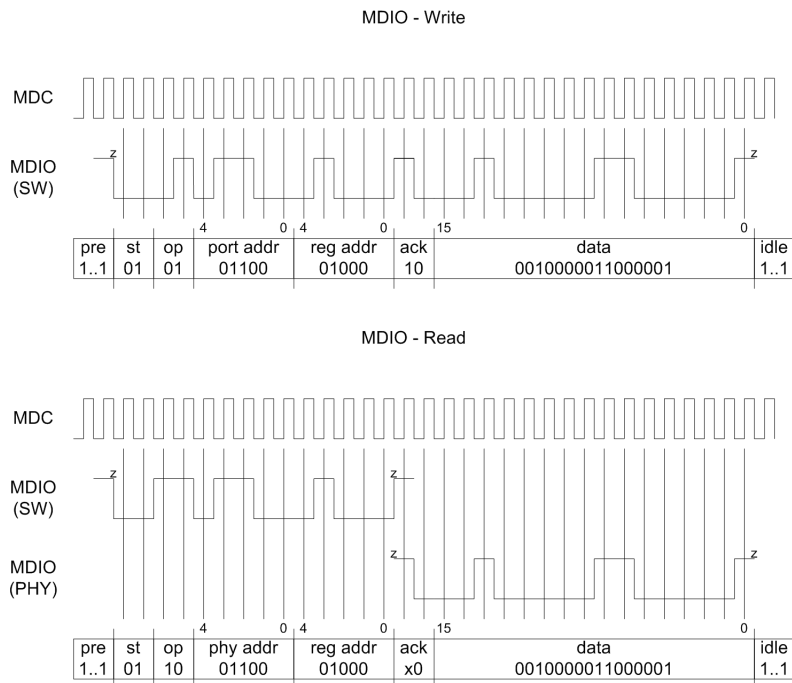 MDIO - Write
MDC
MDIO
(SW)
z z
4 0 4 0 15 0
pre st op port addr reg addr ack data idle
1..1 01 01 01100 01000 10 0010000011000001 1..1
MDIO - Read
MDC
MDIO
(SW)
z z
MDIO
(PHY)
z z
4 0 4 0 15 0
pre st op phy addr reg addr ack data idle
1..1 01 10 01100 01000 x0 0010000011000001 1..1